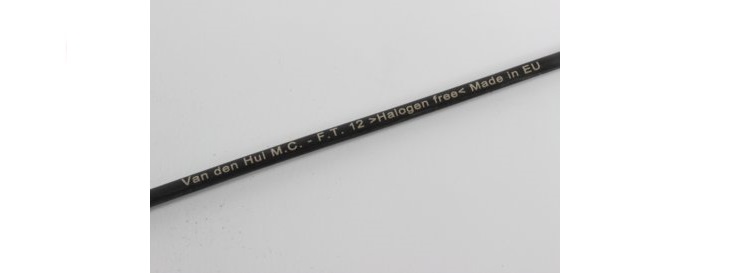 Van den Hul M.C. - F.T. 12 >Halogen free< Made in EU